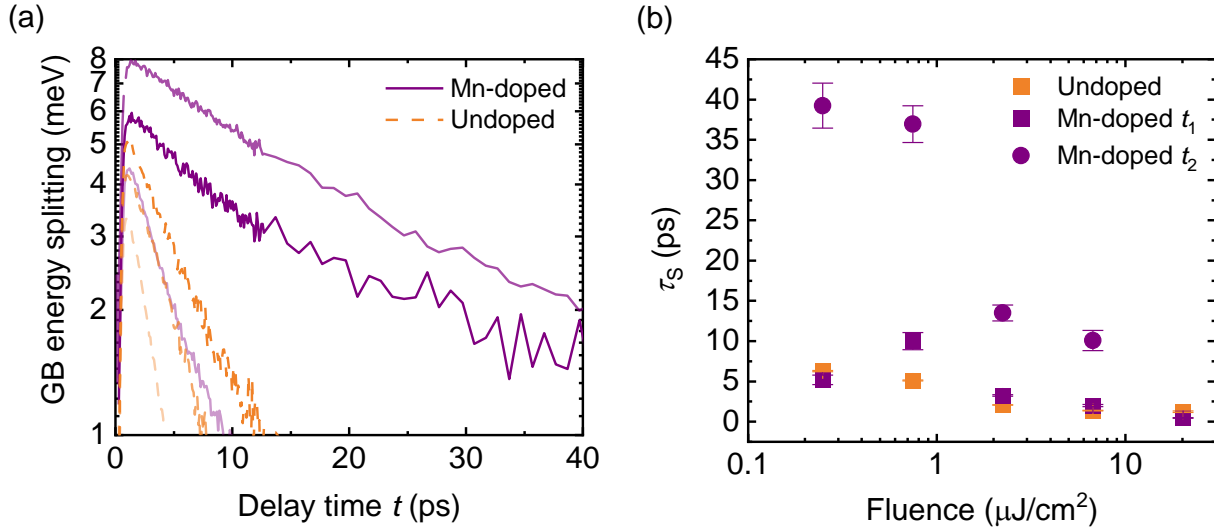 (a)
GB energy splitting (meV)
8
7
6
5
4
3
2
1
Mn-doped
Undoped
0 10 20 30 40
Delay time t (ps)
(b)
τS (ps)
45
40
35
30
25
20
15
10
5
0
Undoped
Mn-doped t1
Mn-doped t2
0.1 1 10
Fluence (μJ/cm²)